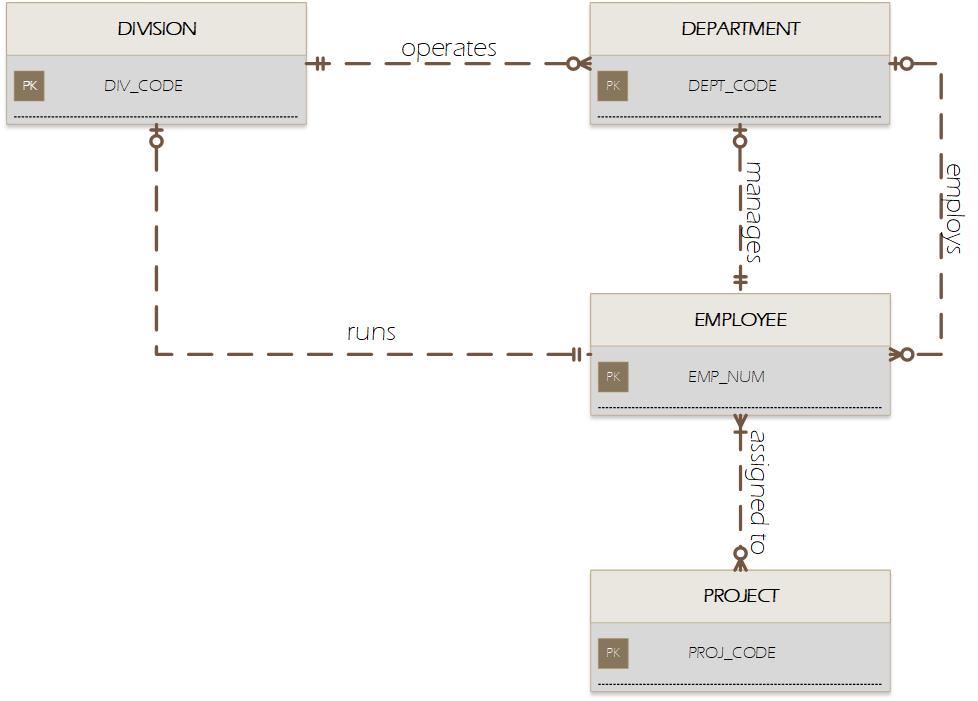 DIVISION
PK DIV_CODE
operates
DEPARTMENT
PK DEPT_CODE
manages
employs
runs
EMPLOYEE
PK EMP_NUM
assigned to
PROJECT
PK PROJ_CODE